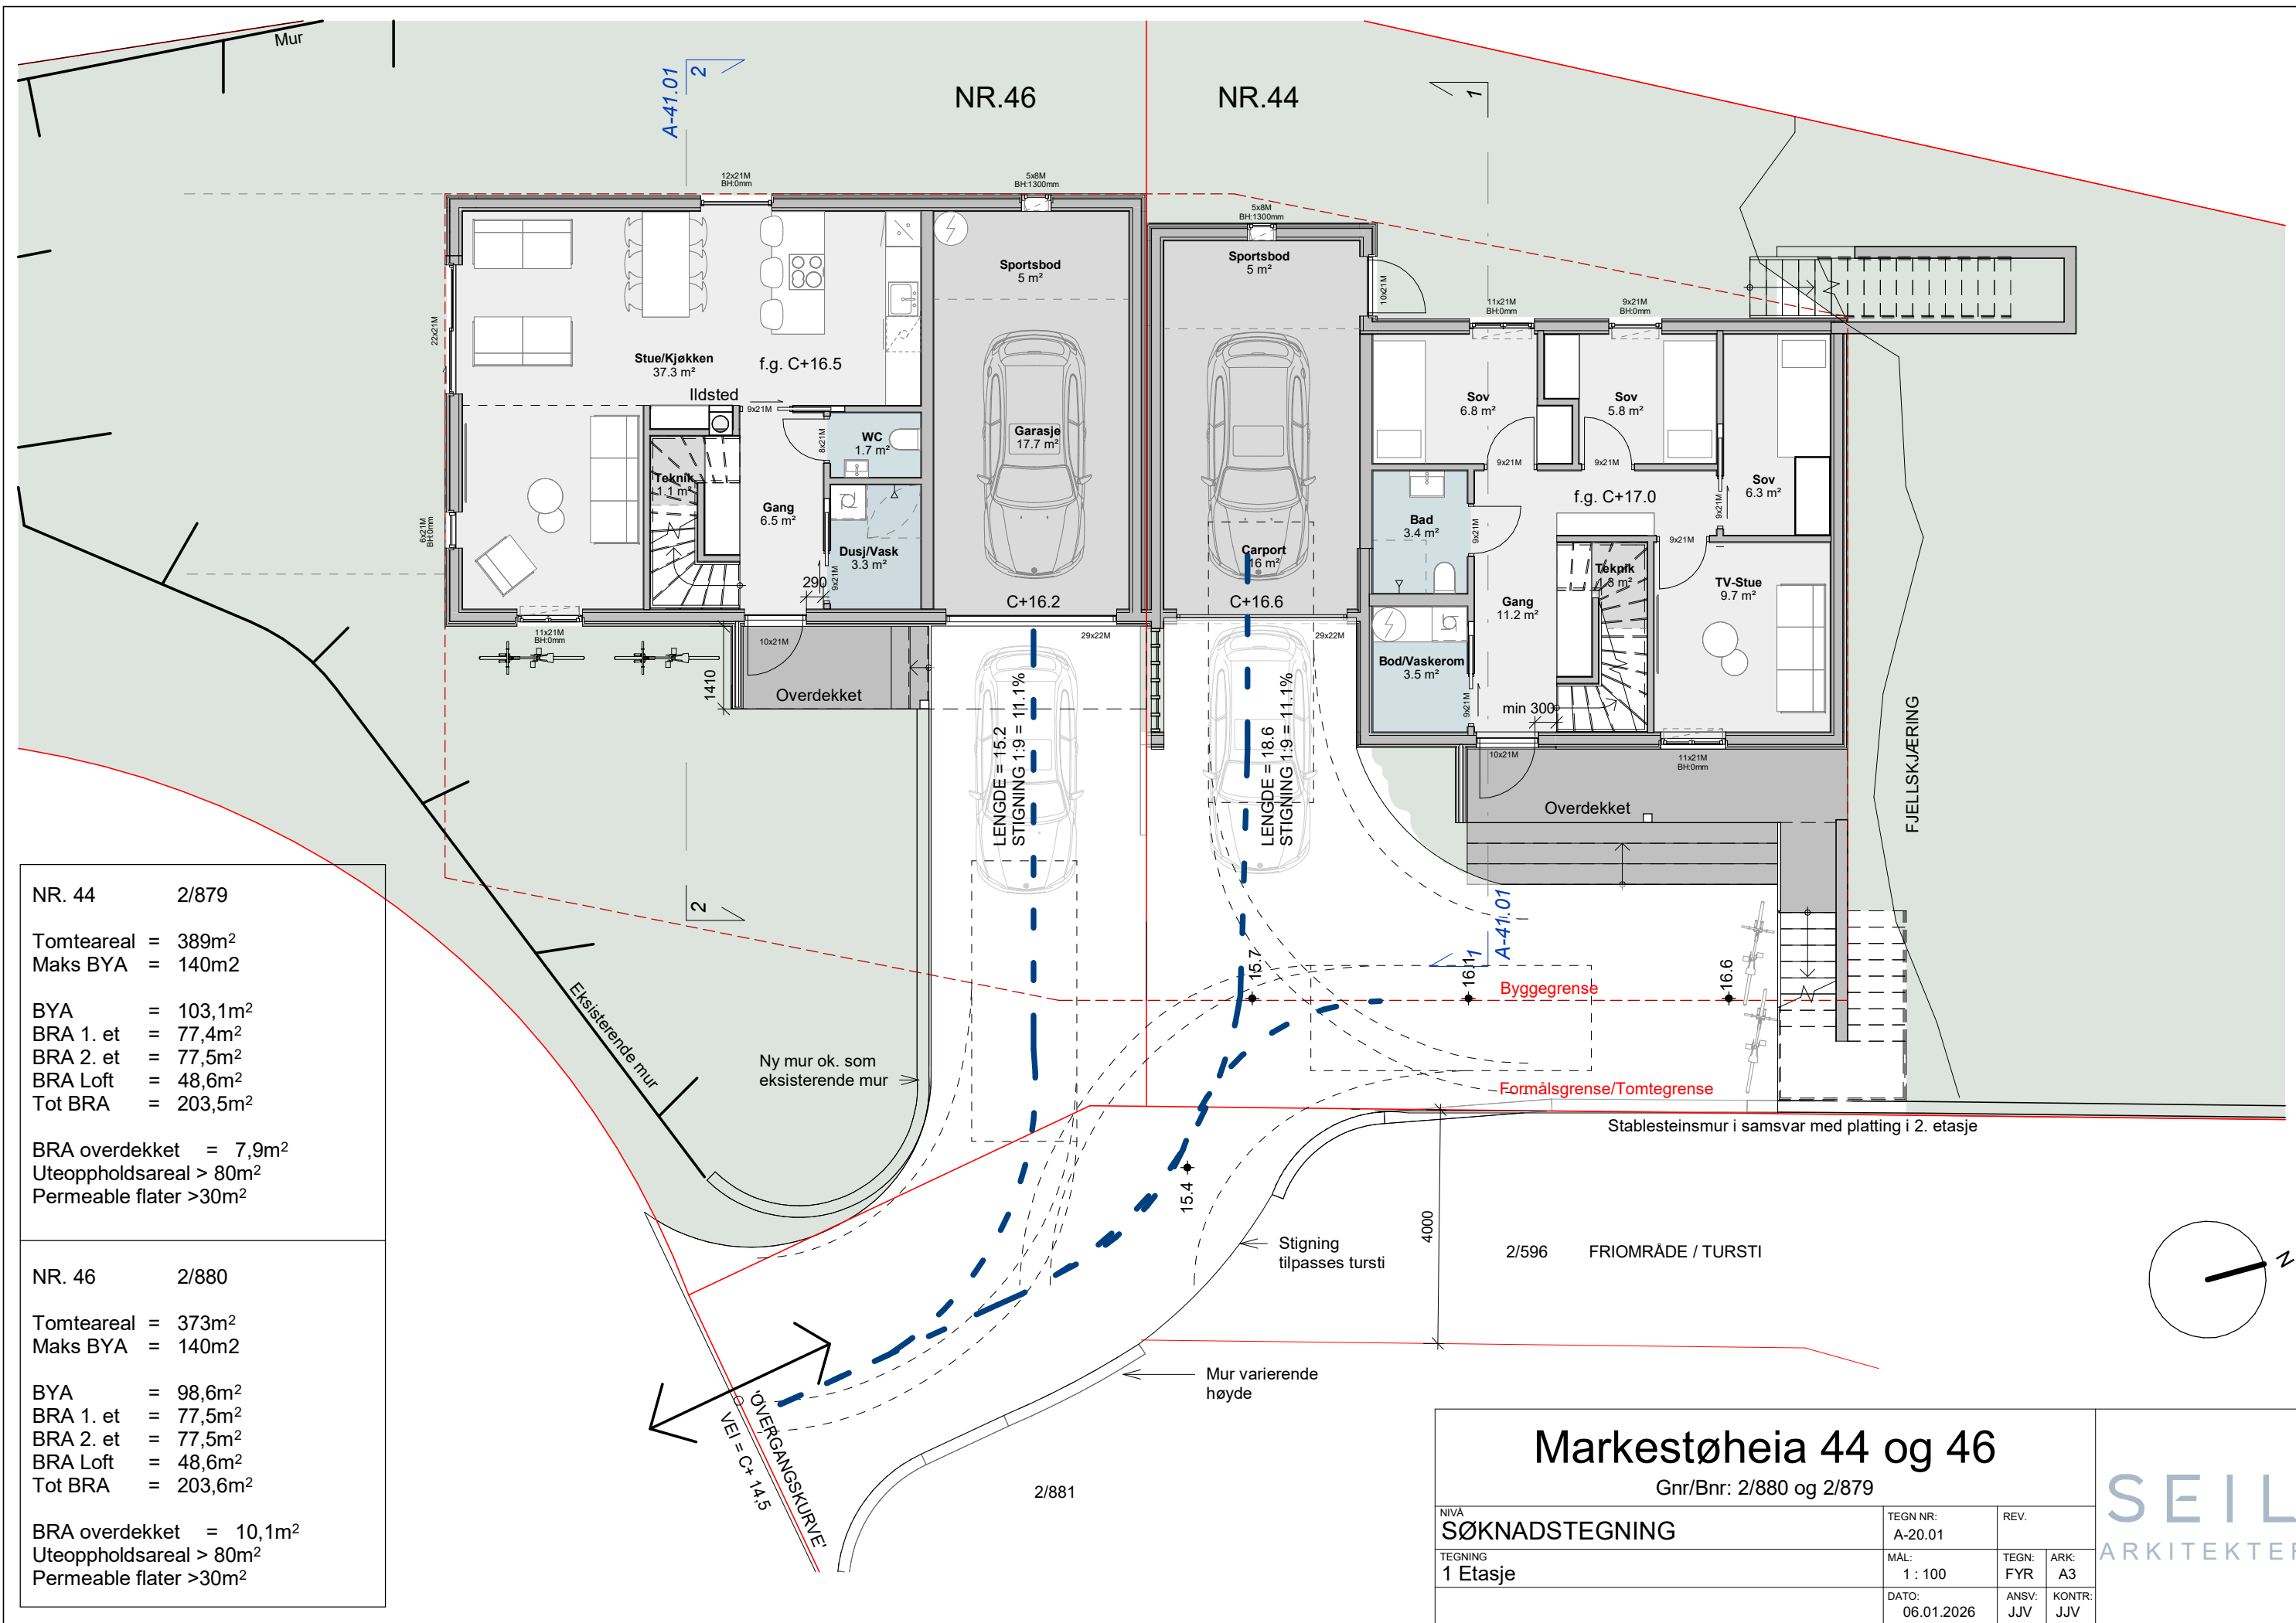 Mur
A-41.01
2
NR.46
NR.44
1
12x21M
BH:0mm
5x8M
BH:1300mm
5x8M
BH:1300mm
Sportsbod
5 m²
Sportsbod
5 m²
10x21M
11x21M
BH:0mm
9x21M
BH:0mm
22x21M
Stue/Kjøkken
37.3 m²
f.g. C+16.5
Ildsted
9x21M
WC
1.7 m²
8x21M
Garasje
17.7 m²
Sov
6.8 m²
Sov
5.8 m²
Sov
6.3 m²
9x21M
9x21M
9x21M
f.g. C+17.0
Teknik
1.1 m²
Gang
6.5 m²
Dusj/Vask
3.3 m²
9x21M
290
6x21M
BH:0mm
Bad
3.4 m²
9x21M
Carport
16 m²
9x21M
Teknik
1.3 m²
TV-Stue
9.7 m²
Gang
11.2 m²
C+16.2
C+16.6
11x21M
BH:0mm
10x21M
29x22M
29x22M
1410
Overdekket
Bod/Vaskerom
3.5 m²
9x21M
min 300
10x21M
11x21M
BH:0mm
LENGDE = 15.2
STIGNING 1:9 = 11.1%
LENGDE = 18.6
STIGNING 1:9 = 11.1%
Overdekket
FJELLSKJÆRING
2
A-41.01
1
15.7
16.1
16.6
Byggegrense
Eksisterende mur
Ny mur ok. som
eksisterende mur
Formålsgrense/Tomtegrense
Stablesteinsmur i samsvar med platting i 2. etasje
15.4
4000
Stigning
tilpasses tursti
2/596 FRIOMRÅDE / TURSTI
N
Mur varierende
høyde
'OVERGANGSKURVE'
VEI = C+ 14,5
2/881
NR. 44 2/879
Tomteareal = 389m²
Maks BYA = 140m2
BYA = 103,1m²
BRA 1. et = 77,4m²
BRA 2. et = 77,5m²
BRA Loft = 48,6m²
Tot BRA = 203,5m²
BRA overdekket = 7,9m²
Uteoppholdsareal > 80m²
Permeable flater >30m²
NR. 46 2/880
Tomteareal = 373m²
Maks BYA = 140m2
BYA = 98,6m²
BRA 1. et = 77,5m²
BRA 2. et = 77,5m²
BRA Loft = 48,6m²
Tot BRA = 203,6m²
BRA overdekket = 10,1m²
Uteoppholdsareal > 80m²
Permeable flater >30m²
Markestøheia 44 og 46
Gnr/Bnr: 2/880 og 2/879
NIVÅ
SØKNADSTEGNING
TEGN NR:
A-20.01
REV.
TEGNING
1 Etasje
MÅL:
1 : 100
TEGN:
FYR
ARK:
A3
DATO:
06.01.2026
ANSV:
JJV
KONTR:
JJV
SEIL
ARKITEKTER